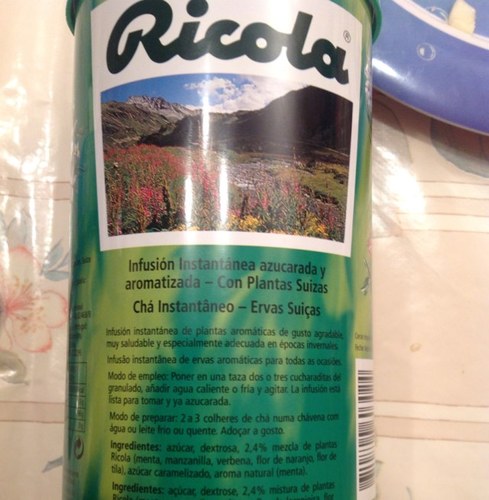 Ricola®
Infusión Instantánea azucarada y
aromatizada – Con Plantas Suizas
Chá Instantâneo – Ervas Suiças
Infusión instantánea de plantas aromáticas de gusto agradable,
muy saludable y especialmente adecuada en épocas invernales.
Infusão instantânea de ervas aromáticas para todas as ocasiões.
Modo de empleo: Poner en una taza dos o tres cucharaditas del
granulado, añadir agua caliente o fría y agitar. La infusión está
lista para tomar y ya azucarada.
Modo de preparar: 2 a 3 colheres de chá numa chávena com
água ou leite frio ou quente. Adoçar a gosto.
Ingredientes: azúcar, dextrosa, 2,4% mezcla de plantas
Ricola (menta, manzanilla, verbena, flor de naranjo, flor de
tila), azúcar caramelizado, aroma natural (menta).
Ingredientes: açúcar, dextrose, 2,4% mistura de plantas